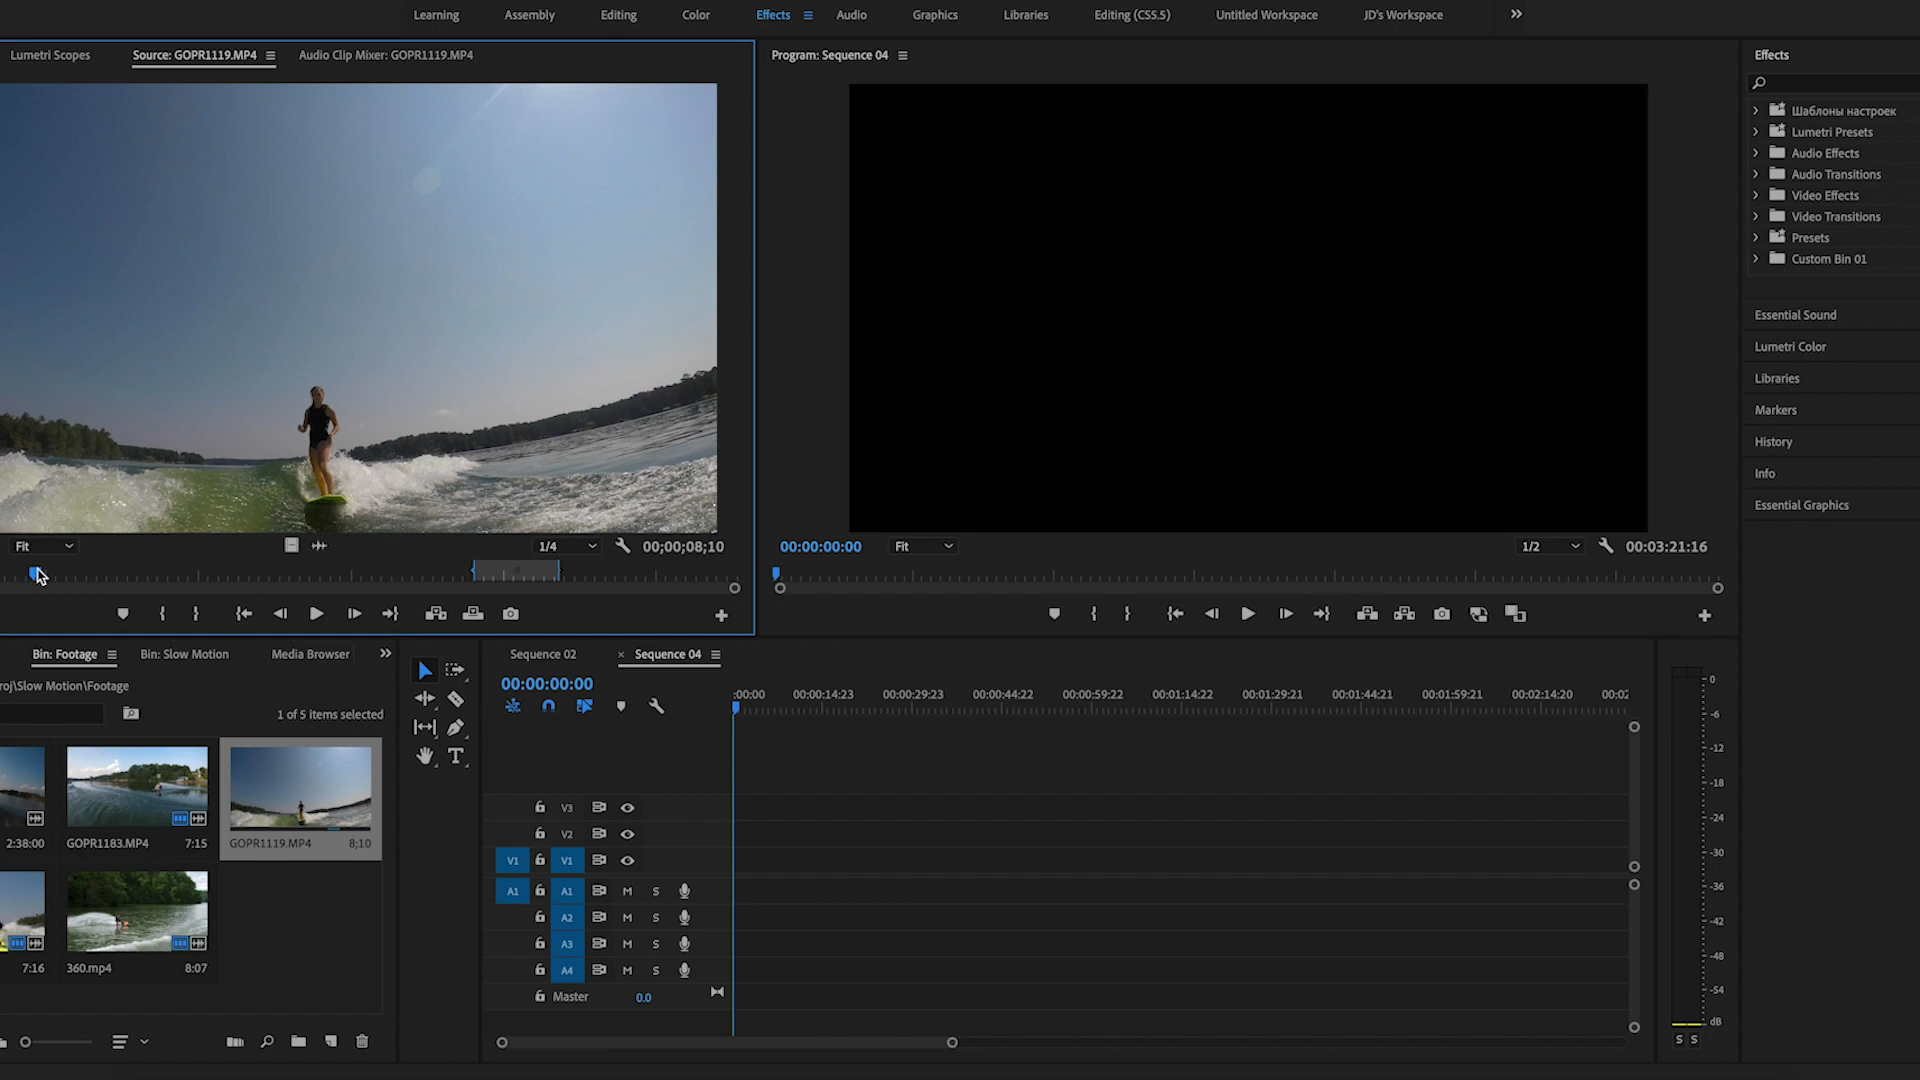 Learning Assembly Editing Color Effects Audio Graphics Libraries Editing (CS5.5) Untitled Workspace JD's Workspace
Lumetri Scopes Source: GOPR1119.MP4 Audio Clip Mixer: GOPR1119.MP4
Program: Sequence 04
Effects
Шаблоны настроек
Lumetri Presets
Audio Effects
Audio Transitions
Video Effects
Video Transitions
Presets
Custom Bin 01
Essential Sound
Lumetri Color
Libraries
Markers
History
Info
Essential Graphics
Fit 1/4 00;00;08;10
00:00:00:00 Fit 1/2 00:03:21:16
Bin: Footage Bin: Slow Motion Media Browser
roj\Slow Motion\Footage
1 of 5 items selected
2:38:00 GOPR1183.MP4 7:15 GOPR1119.MP4 8;10
7:16 360.mp4 8:07
Sequence 02 × Sequence 04
00:00:00:00
:00:00 00:00:14:23 00:00:29:23 00:00:44:22 00:00:59:22 00:01:14:22 00:01:29:21 00:01:44:21 00:01:59:21 00:02:14:20 00:02
V3
V2
V1 V1
A1 A1 M S
A2 M S
A3 M S
A4 M S
Master 0.0
0
-6
-12
-18
-24
-30
-36
-42
-48
-54
dB
S S